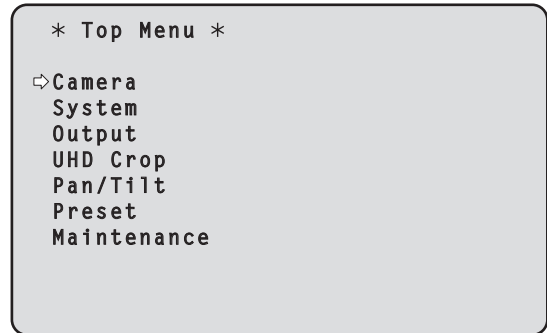 * Top Menu *
⇨Camera
System
Output
UHD Crop
Pan/Tilt
Preset
Maintenance